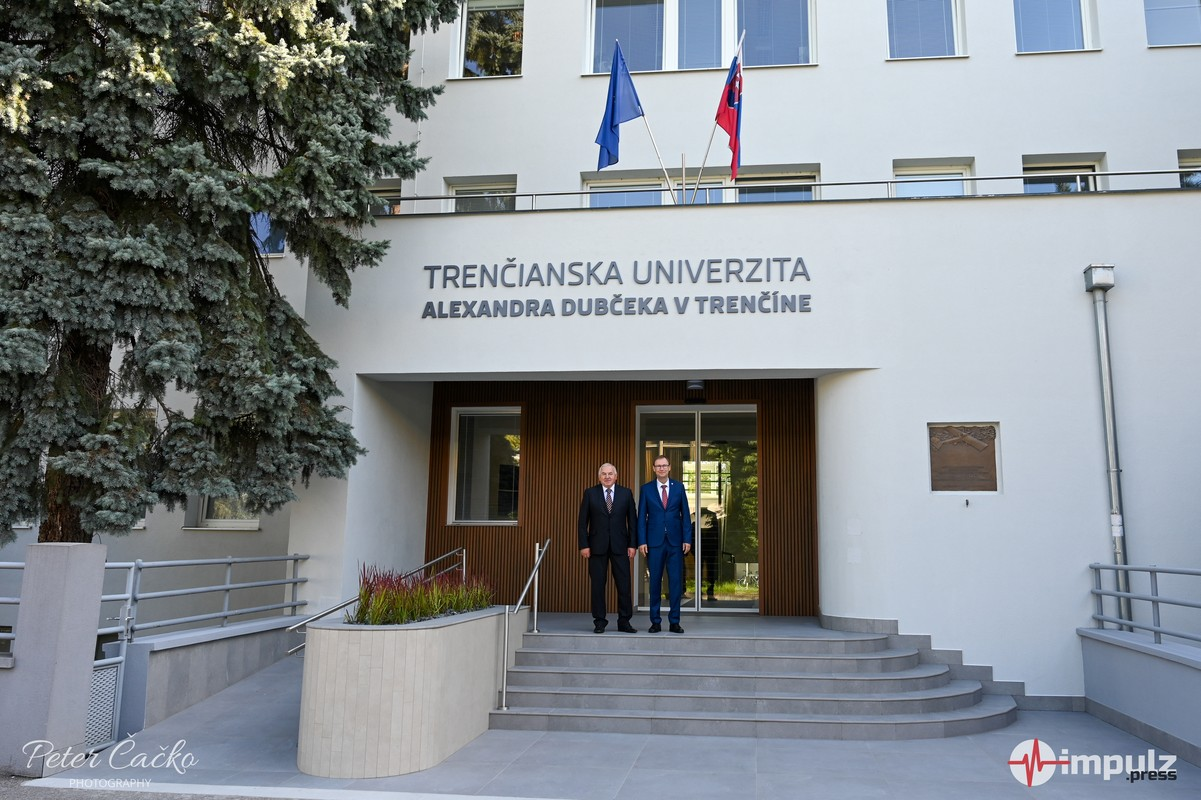 TRENČIANSKA UNIVERZITA
ALEXANDRA DUBČEKA V TRENČÍNE
Peter Čačko
PHOTOGRAPHY
impulz
.press